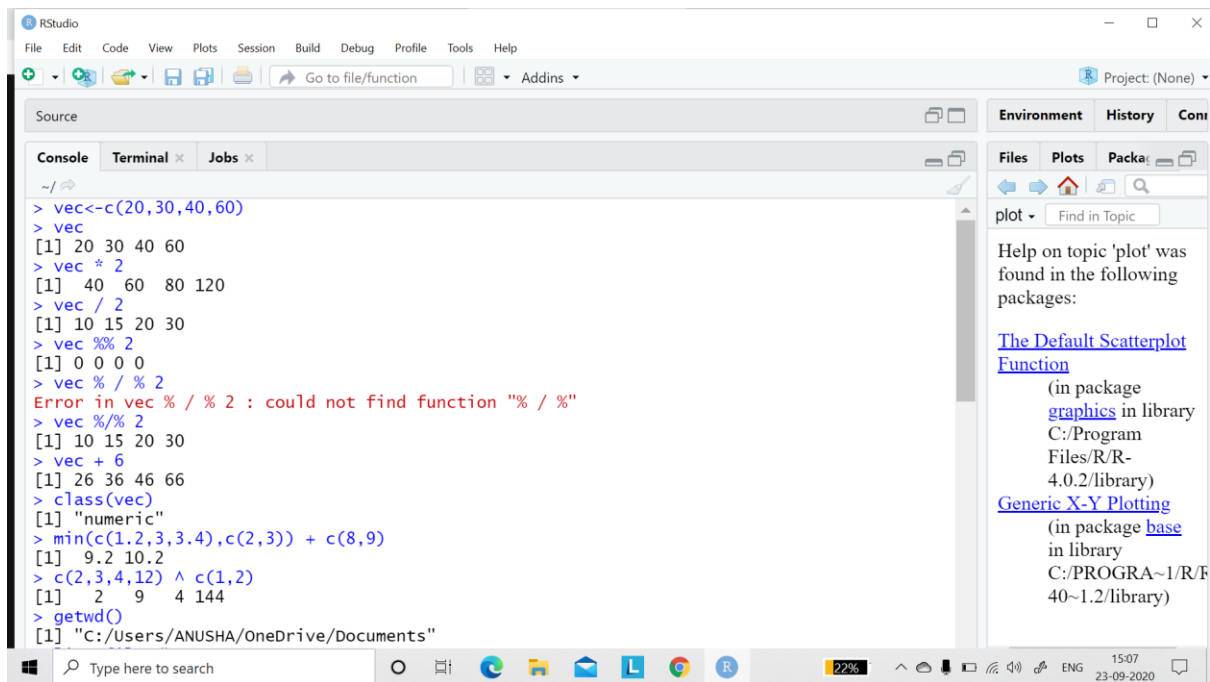 RStudio
File Edit Code View Plots Session Build Debug Profile Tools Help
Go to file/function Addins Project: (None)
Source
Console Terminal Jobs
~/
> vec<-c(20,30,40,60)
> vec
[1] 20 30 40 60
> vec * 2
[1]  40  60  80 120
> vec / 2
[1] 10 15 20 30
> vec %% 2
[1] 0 0 0 0
> vec % / % 2
Error in vec % / % 2 : could not find function "% / %"
> vec %/% 2
[1] 10 15 20 30
> vec + 6
[1] 26 36 46 66
> class(vec)
[1] "numeric"
> min(c(1.2,3,3.4),c(2,3)) + c(8,9)
[1]  9.2 10.2
> c(2,3,4,12) ^ c(1,2)
[1]   2   9   4 144
> getwd()
[1] "C:/Users/ANUSHA/OneDrive/Documents"
Environment History Conn
Files Plots Packag
plot Find in Topic
Help on topic 'plot' was
found in the following
packages:
The Default Scatterplot
Function
(in package
graphics in library
C:/Program
Files/R/R-
4.0.2/library)
Generic X-Y Plotting
(in package base
in library
C:/PROGRA~1/R/R
40~1.2/library)
Type here to search
L
R
22%
ENG
15:07
23-09-2020